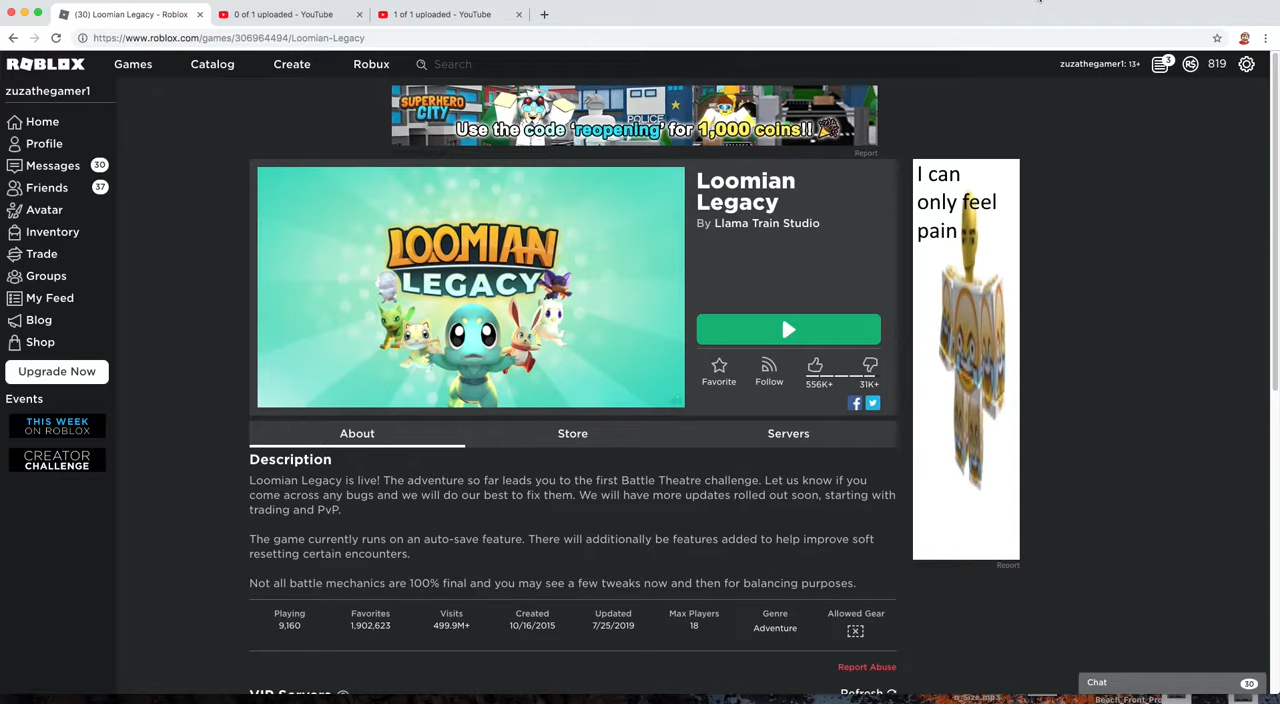 (30) Loomian Legacy - Roblox
0 of 1 uploaded - YouTube
1 of 1 uploaded - YouTube
https://www.roblox.com/games/306964494/Loomian-Legacy
ROBLOX
Games
Catalog
Create
Robux
Search
zuzathegamer1: 13+
3
819
zuzathegamer1
Home
Profile
Messages 30
Friends 37
Avatar
Inventory
Trade
Groups
My Feed
Blog
Shop
Upgrade Now
Events
THIS WEEK
ON ROBLOX
CREATOR
CHALLENGE
SUPERHERO
CITY
POLICE
Use the code 'reopening' for 1,000 coins!!
Report
LOOMIAN
LEGACY
Loomian
Legacy
By Llama Train Studio
Favorite
Follow
556K+
31K+
I can
only feel
pain
Report
About
Store
Servers
Description
Loomian Legacy is live! The adventure so far leads you to the first Battle Theatre challenge. Let us know if you
come across any bugs and we will do our best to fix them. We will have more updates rolled out soon, starting with
trading and PvP.
The game currently runs on an auto-save feature. There will additionally be features added to help improve soft
resetting certain encounters.
Not all battle mechanics are 100% final and you may see a few tweaks now and then for balancing purposes.
Playing Favorites Visits Created Updated Max Players Genre Allowed Gear
9,160 1,902,623 499.9M+ 10/16/2015 7/25/2019 18 Adventure
Report Abuse
VIP Servers
Refresh
Chat
30